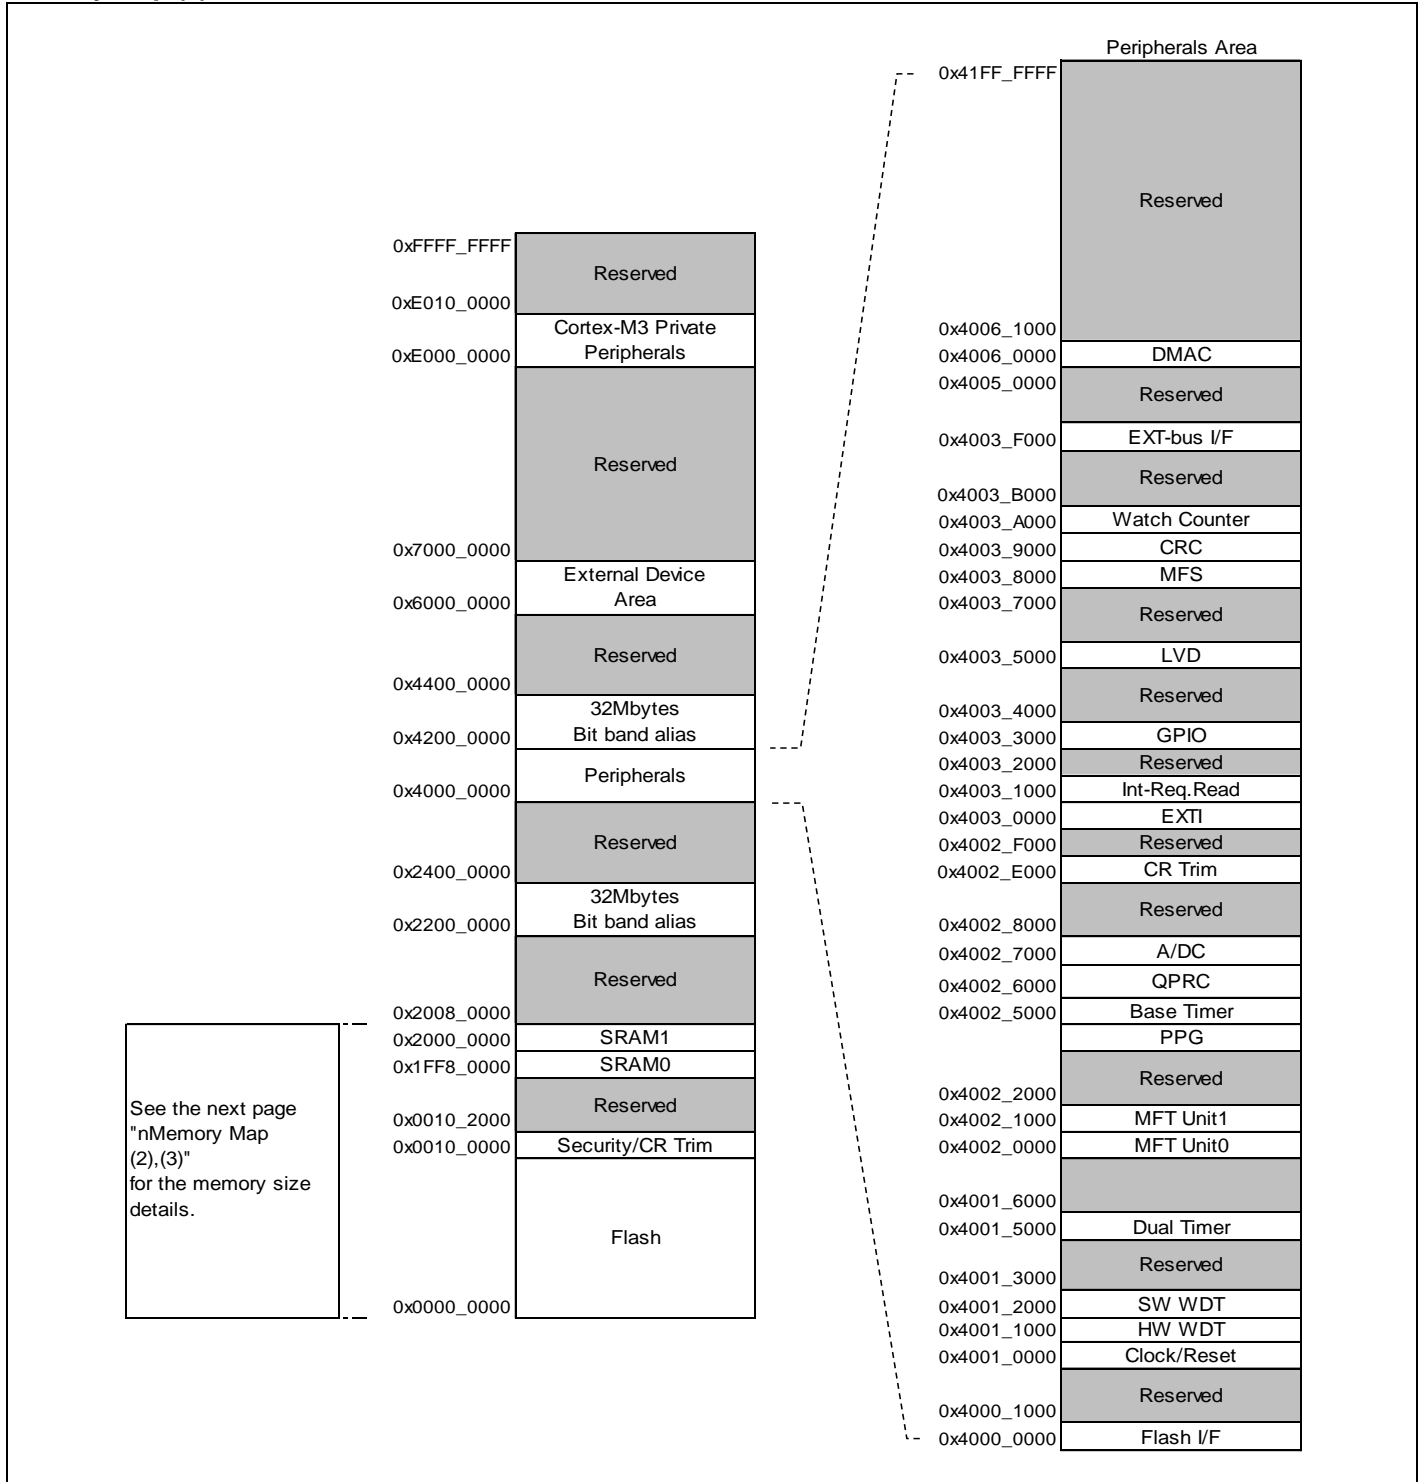 Peripherals Area
0x41FF_FFFF
Reserved
0x4006_1000
0x4006_0000 DMAC
0x4005_0000
Reserved
0x4003_F000 EXT-bus I/F
Reserved
0x4003_B000
0x4003_A000 Watch Counter
0x4003_9000 CRC
0x4003_8000 MFS
0x4003_7000
Reserved
0x4003_5000 LVD
Reserved
0x4003_4000
0x4003_3000 GPIO
0x4003_2000 Reserved
0x4003_1000 Int-Req.Read
0x4003_0000 EXTI
0x4002_F000 Reserved
0x4002_E000 CR Trim
Reserved
0x4002_8000
0x4002_7000 A/DC
0x4002_6000 QPRC
0x4002_5000 Base Timer
PPG
Reserved
0x4002_2000
0x4002_1000 MFT Unit1
0x4002_0000 MFT Unit0
0x4001_6000
0x4001_5000 Dual Timer
Reserved
0x4001_3000
0x4001_2000 SW WDT
0x4001_1000 HW WDT
0x4001_0000 Clock/Reset
Reserved
0x4000_1000
0x4000_0000 Flash I/F
0xFFFF_FFFF
Reserved
0xE010_0000
Cortex-M3 Private
0xE000_0000 Peripherals
Reserved
0x7000_0000
External Device
0x6000_0000 Area
Reserved
0x4400_0000
32Mbytes
0x4200_0000 Bit band alias
Peripherals
0x4000_0000
Reserved
0x2400_0000
32Mbytes
0x2200_0000 Bit band alias
Reserved
0x2008_0000
0x2000_0000 SRAM1
0x1FF8_0000 SRAM0
Reserved
0x0010_2000
0x0010_0000 Security/CR Trim
Flash
0x0000_0000
See the next page
"nMemory Map
(2),(3)"
for the memory size
details.